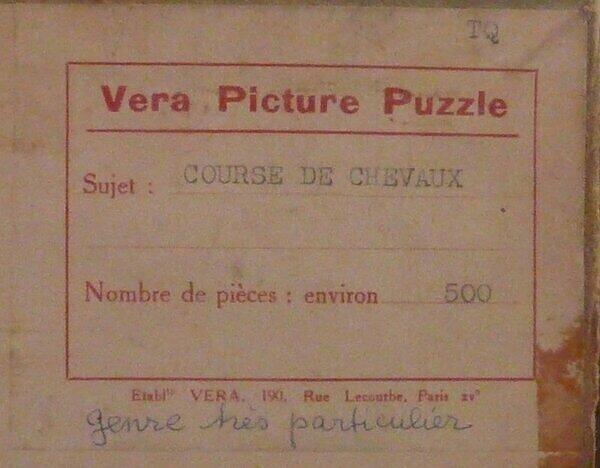 TQ
Vera Picture Puzzle
Sujet : COURSE DE CHEVAUX
Nombre de pièces : environ 500
Etablts VERA, 190, Rue Lecourbe, Paris xve
genre très particulier